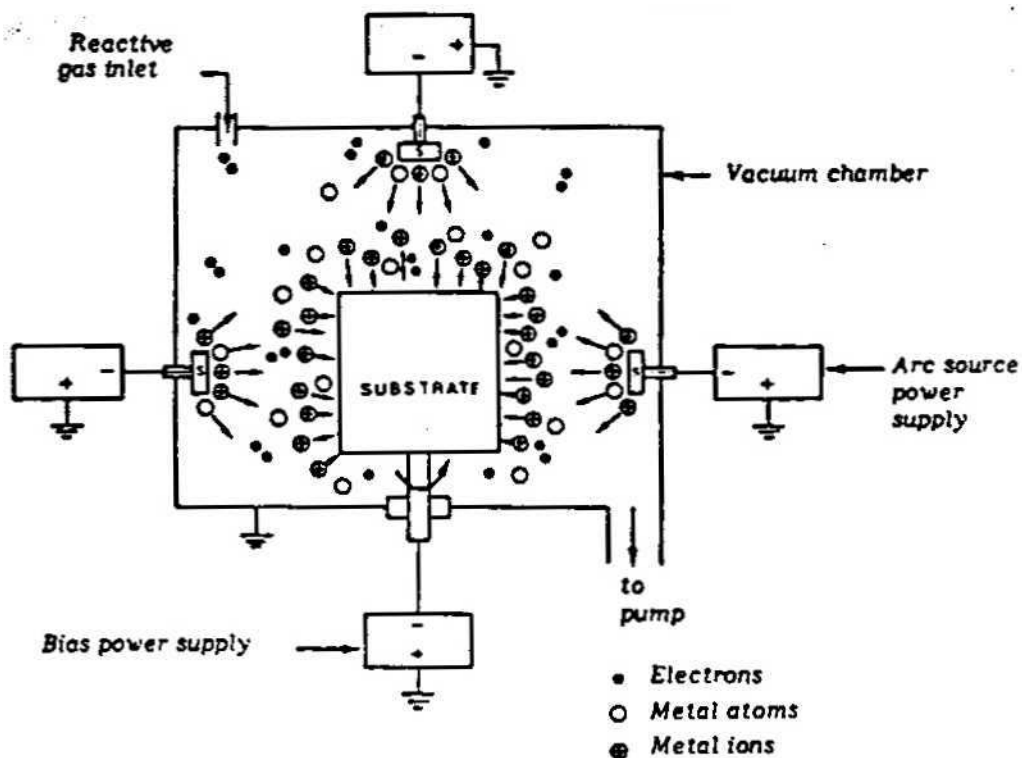 Reactive
gas inlet
-
+
Vacuum chamber
S
-
+
S
SUBSTRATE
S
-
+
Arc source
power
supply
to
pump
Bias power supply
-
+
Electrons
Metal atoms
Metal ions